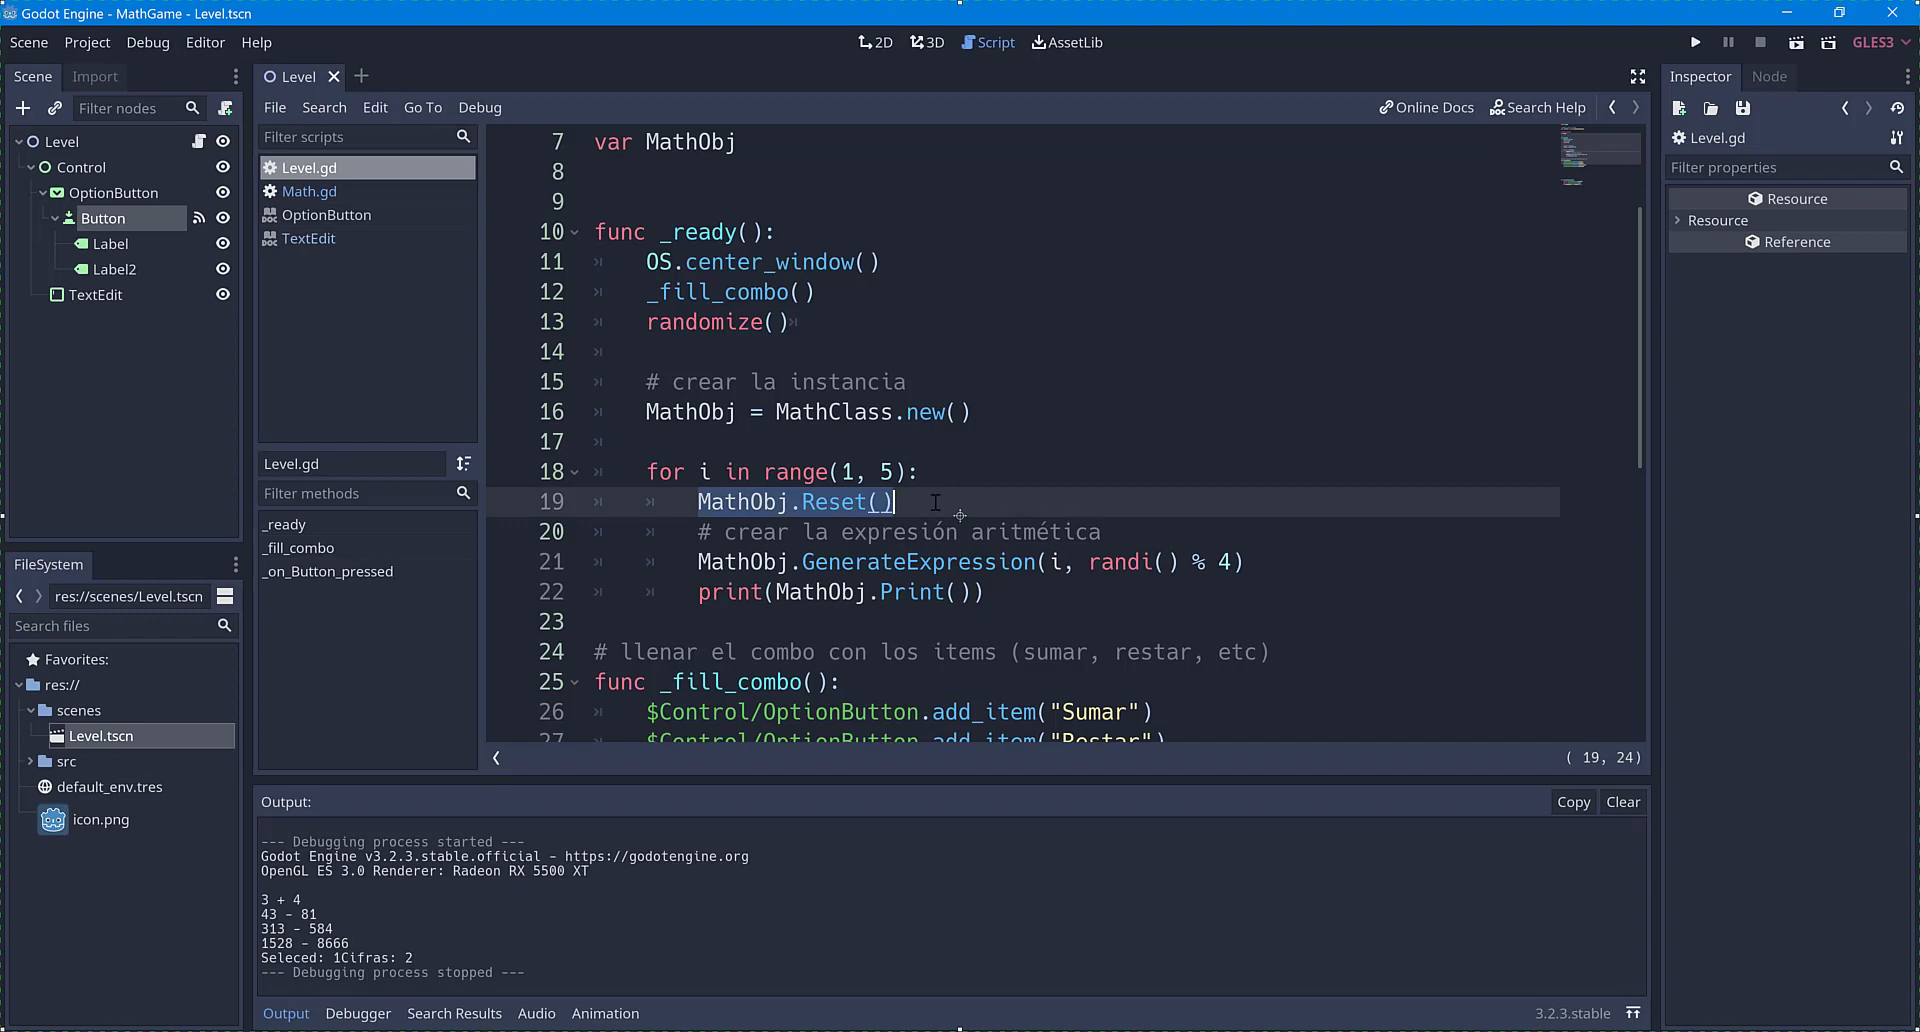 Godot Engine - MathGame - Level.tscn
Scene Project Debug Editor Help
2D 3D Script AssetLib
GLES3
Scene Import
Filter nodes
Level
Control
OptionButton
Button
Label
Label2
TextEdit
FileSystem
res://scenes/Level.tscn
Search files
Favorites:
res://
scenes
Level.tscn
src
default_env.tres
icon.png
Level
File Search Edit Go To Debug
Online Docs Search Help
Filter scripts
Level.gd
Math.gd
OptionButton
TextEdit
Level.gd
Filter methods
_ready
_fill_combo
_on_Button_pressed
7 var MathObj
8
9
10 func _ready():
11 OS.center_window()
12 _fill_combo()
13 randomize()
14
15 # crear la instancia
16 MathObj = MathClass.new()
17
18 for i in range(1, 5):
19 MathObj.Reset()
20 # crear la expresión aritmética
21 MathObj.GenerateExpression(i, randi() % 4)
22 print(MathObj.Print())
23
24 # llenar el combo con los items (sumar, restar, etc)
25 func _fill_combo():
26 $Control/OptionButton.add_item("Sumar")
27 $Control/OptionButton.add_item("Restar")
( 19, 24)
Output:
Copy Clear
--- Debugging process started ---
Godot Engine v3.2.3.stable.official - https://godotengine.org
OpenGL ES 3.0 Renderer: Radeon RX 5500 XT
3 + 4
43 - 81
313 - 584
1528 - 8666
Seleced: 1Cifras: 2
--- Debugging process stopped ---
Output Debugger Search Results Audio Animation
3.2.3.stable
Inspector Node
Level.gd
Filter properties
Resource
Resource
Reference